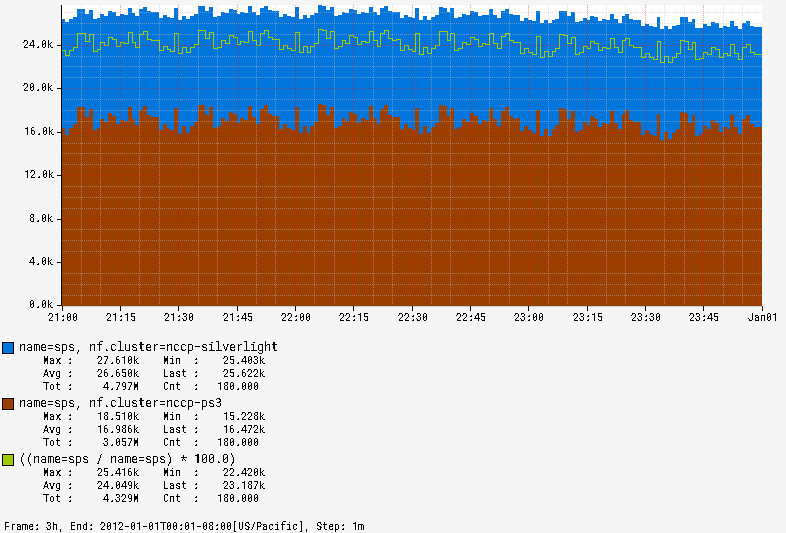 24.0k
20.0k
16.0k
12.0k
8.0k
4.0k
0.0k
21:00 21:15 21:30 21:45 22:00 22:15 22:30 22:45 23:00 23:15 23:30 23:45 Jan01
name=sps, nf.cluster=nccp-silverlight
Max : 27.610k Min : 25.403k
Avg : 26.650k Last : 25.622k
Tot : 4.797M Cnt : 180.000
name=sps, nf.cluster=nccp-ps3
Max : 18.510k Min : 15.228k
Avg : 16.986k Last : 16.472k
Tot : 3.057M Cnt : 180.000
((name=sps / name=sps) * 100.0)
Max : 25.416k Min : 22.420k
Avg : 24.049k Last : 23.187k
Tot : 4.329M Cnt : 180.000
Frame: 3h, End: 2012-01-01T00:01-08:00[US/Pacific], Step: 1m